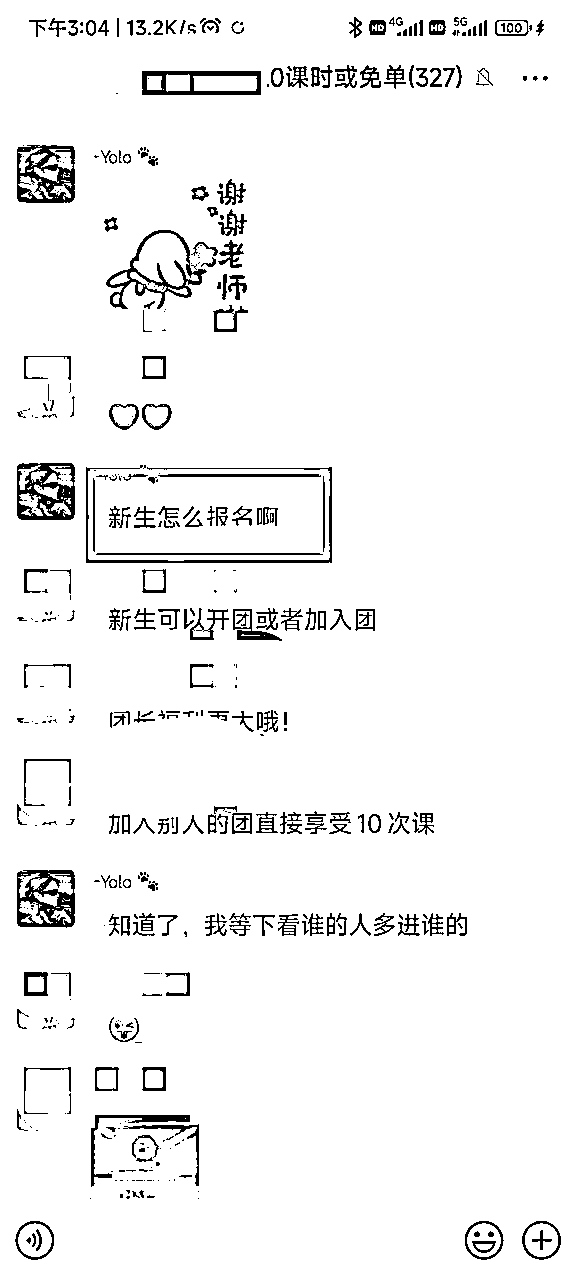 下午3:04 | 13.2K/s
4G
5G
100
.0课时或免单(327)
-Yolo
谢谢老师
-Yolo
新生怎么报名啊
新生可以开团或者加入团
团长福利更大哦!
加入别人的团直接享受10次课
-Yolo
知道了，我等下看谁的人多进谁的